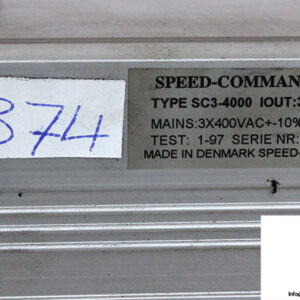 874
SPEED-COMMAN
TYPE SC3-4000 IOUT:
MAINS:3X400VAC+-10%
TEST: 1-97 SERIE NR:
MADE IN DENMARK SPEED-